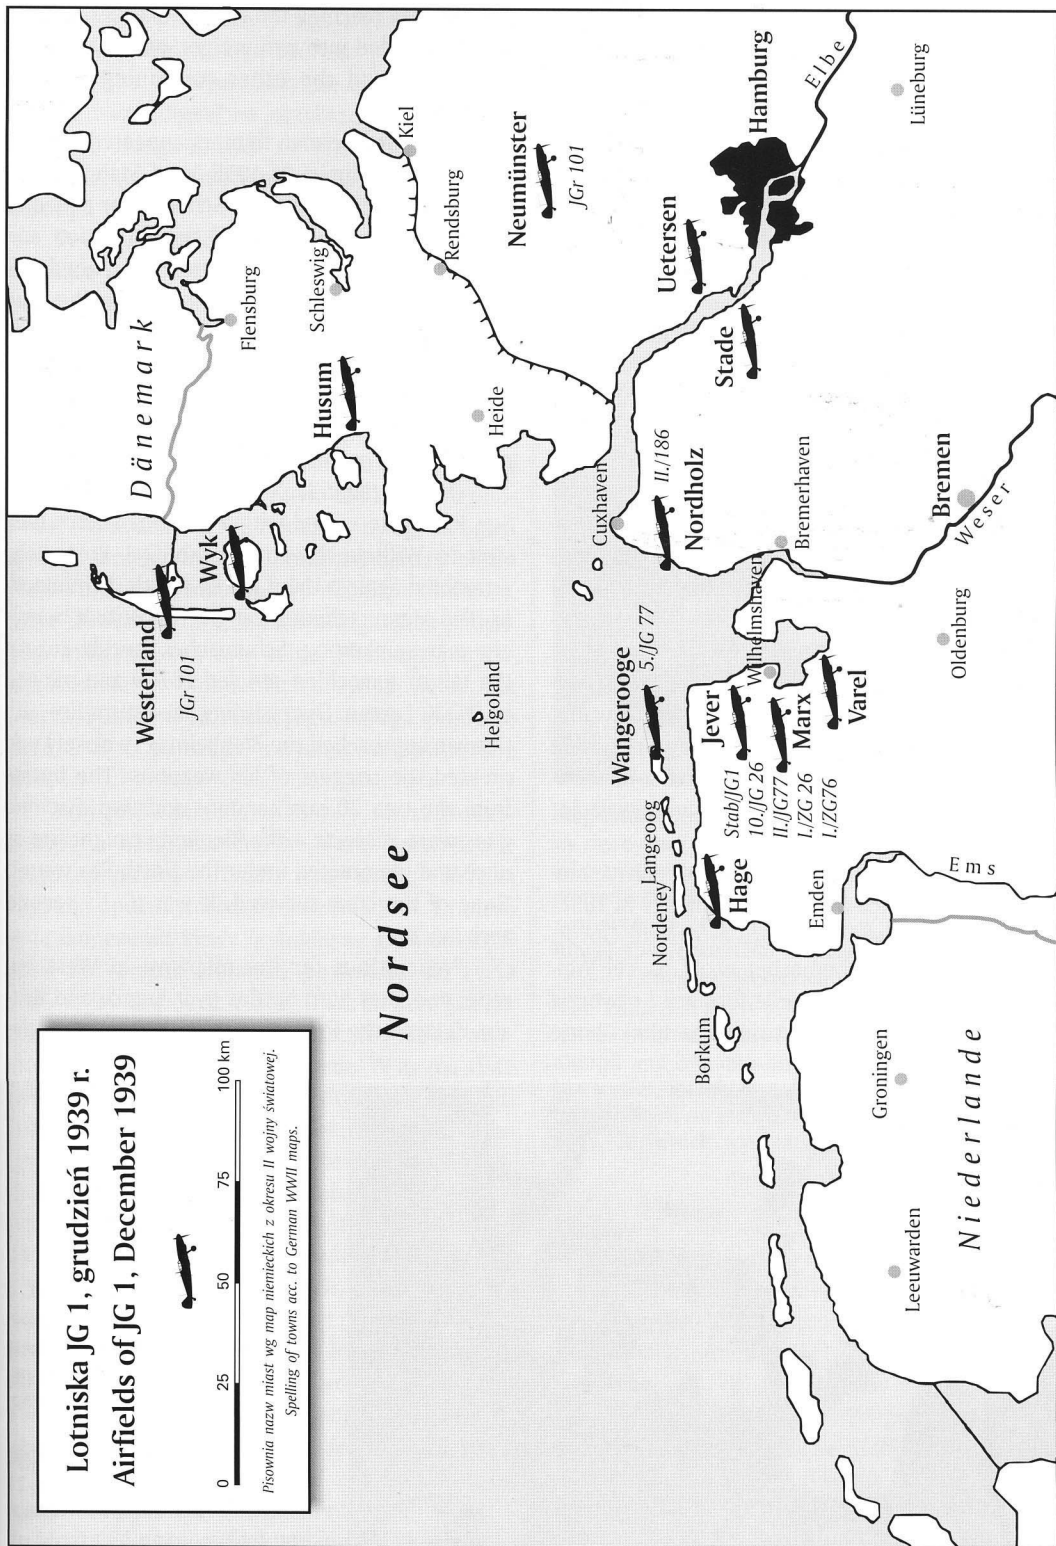 Lotniska JG 1, grudzień 1939 r.
Airfields of JG 1, December 1939
0 25 50 75 100 km
Pisownia nazw miast wg map niemieckich z okresu II wojny światowej.
Spelling of towns acc. to German WWII maps.
Nordsee
Dänemark
Westerland
JGr 101
Wyk
Flensburg
Schleswig
Husum
Kiel
Rendsburg
Heide
Neumünster
JGr 101
Helgoland
Cuxhaven
Uetersen
Hamburg
Elbe
Stade
Lüneburg
II./186
Nordholz
Wangerooge
5./JG 77
Langeoog
Nordeney
Borkum
Hage
Jever
Wilhelmshaven
Bremerhaven
Stab/JG1
10./JG 26
II./JG77
I./ZG 26
I./ZG76
Marx
Varel
Emden
Ems
Oldenburg
Bremen
Weser
Groningen
Leeuwarden
Niederlande